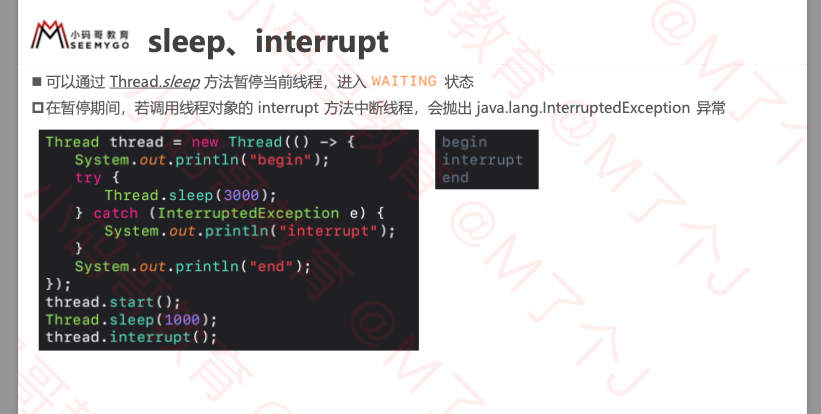 小码哥教育
SEEMYGO
sleep、interrupt
■ 可以通过 Thread.sleep 方法暂停当前线程，进入 WAITING 状态
在暂停期间，若调用线程对象的 interrupt 方法中断线程，会抛出 java.lang.InterruptedException 异常
Thread thread = new Thread(() -> {
System.out.println("begin");
try {
Thread.sleep(3000);
} catch (InterruptedException e) {
System.out.println("interrupt");
}
System.out.println("end");
});
thread.start();
Thread.sleep(1000);
thread.interrupt();
begin
interrupt
end
小码哥教育 @M了个J